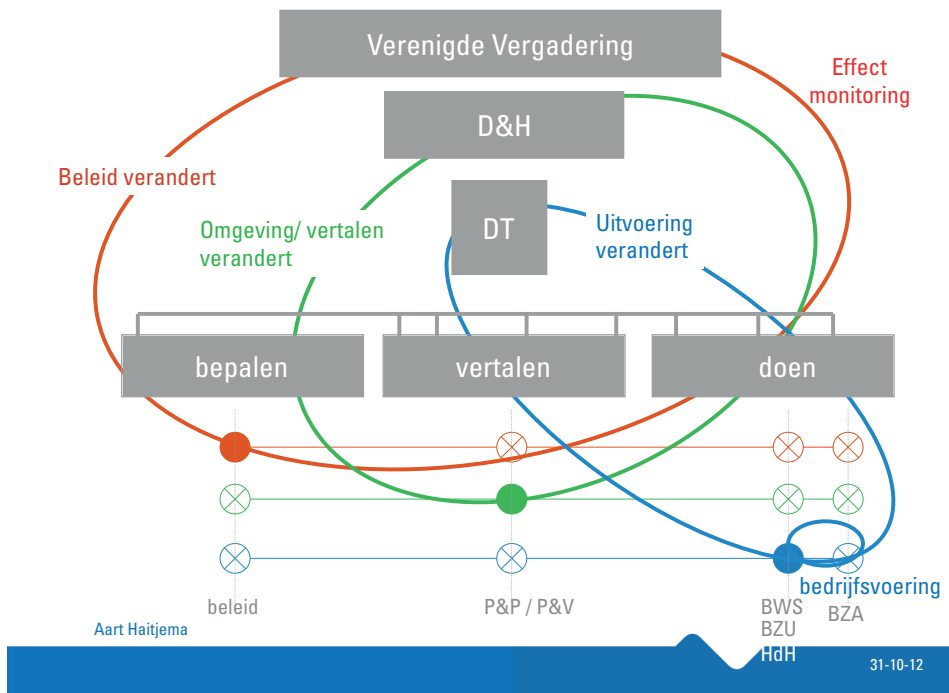 Verenigde Vergadering
Effect
monitoring
D&H
Beleid verandert
Omgeving/ vertalen
verandert
DT
Uitvoering
verandert
bepalen
vertalen
doen
bedrijfsvoering
beleid
P&P / P&V
BWS
BZU
HdH
BZA
Aart Haitjema
31-10-12